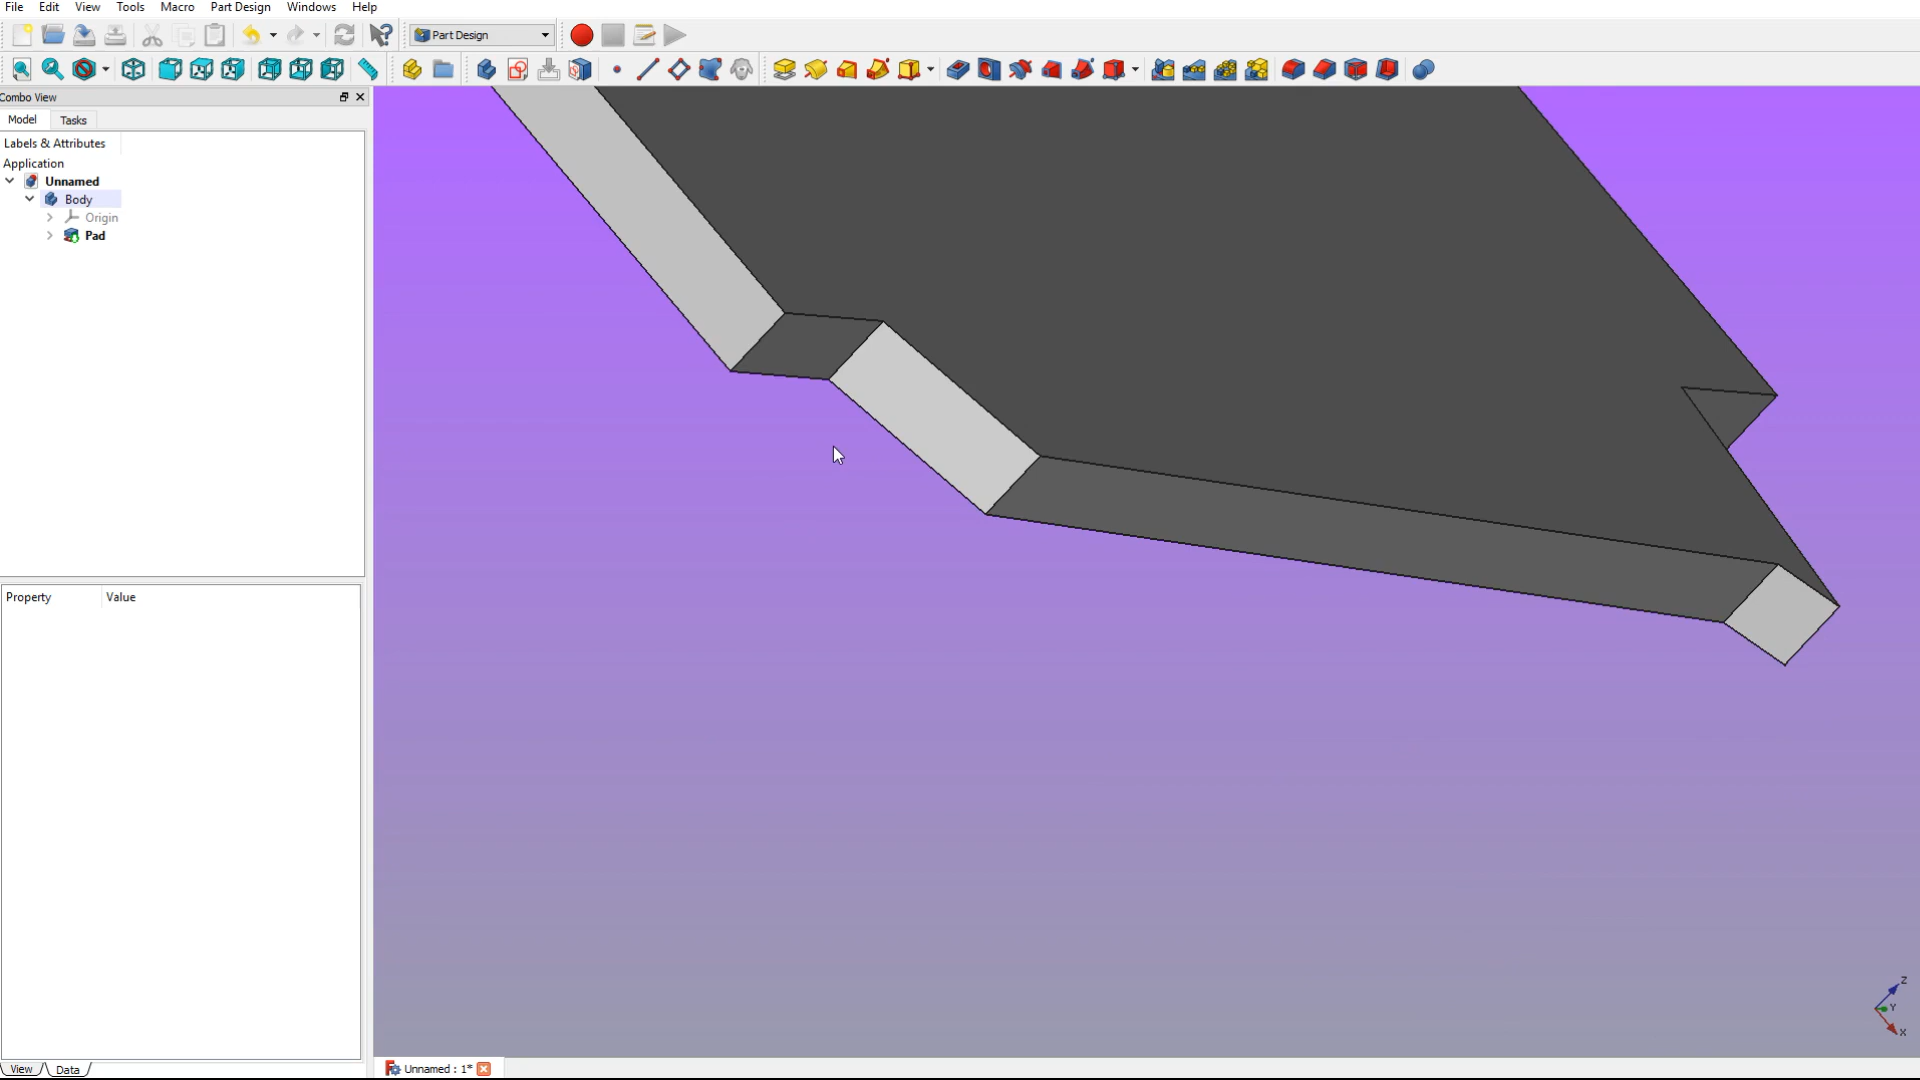 File Edit View Tools Macro Part Design Windows Help
Part Design
Combo View
Model Tasks
Labels & Attributes
Application
Unnamed
Body
Origin
Pad
Property Value
Z
Y
X
View Data
Unnamed : 1*